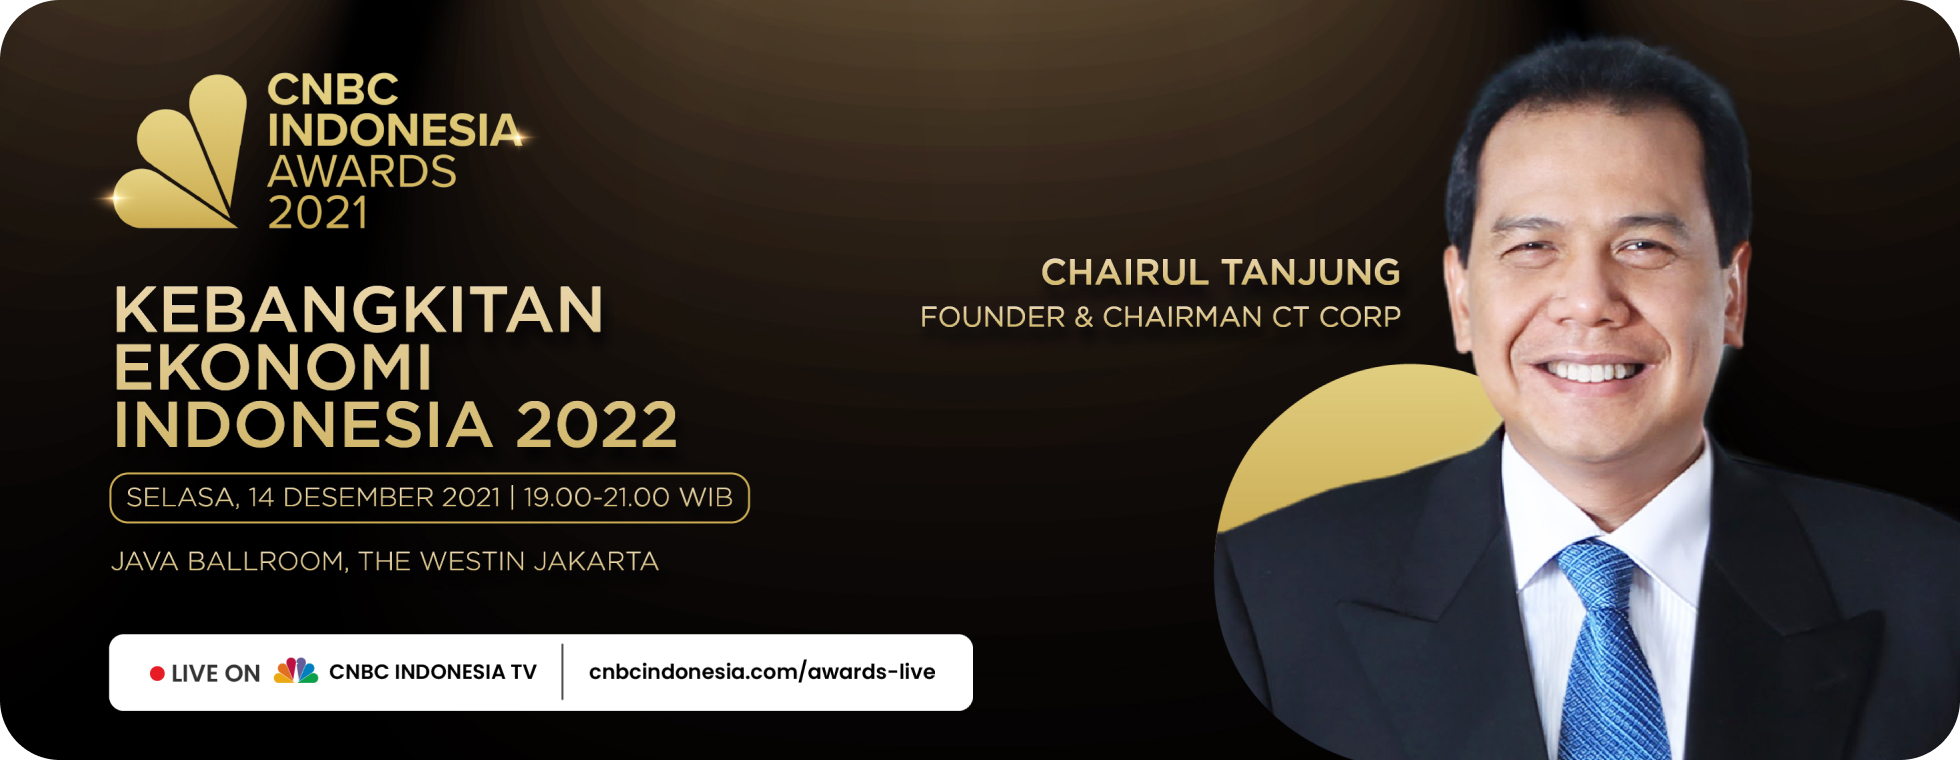 CNBC
INDONESIA
AWARDS
2021
KEBANGKITAN
EKONOMI
INDONESIA 2022
SELASA, 14 DESEMBER 2021 | 19.00-21.00 WIB
JAVA BALLROOM, THE WESTIN JAKARTA
LIVE ON CNBC INDONESIA TV | cnbcindonesia.com/awards-live
CHAIRUL TANJUNG
FOUNDER & CHAIRMAN CT CORP